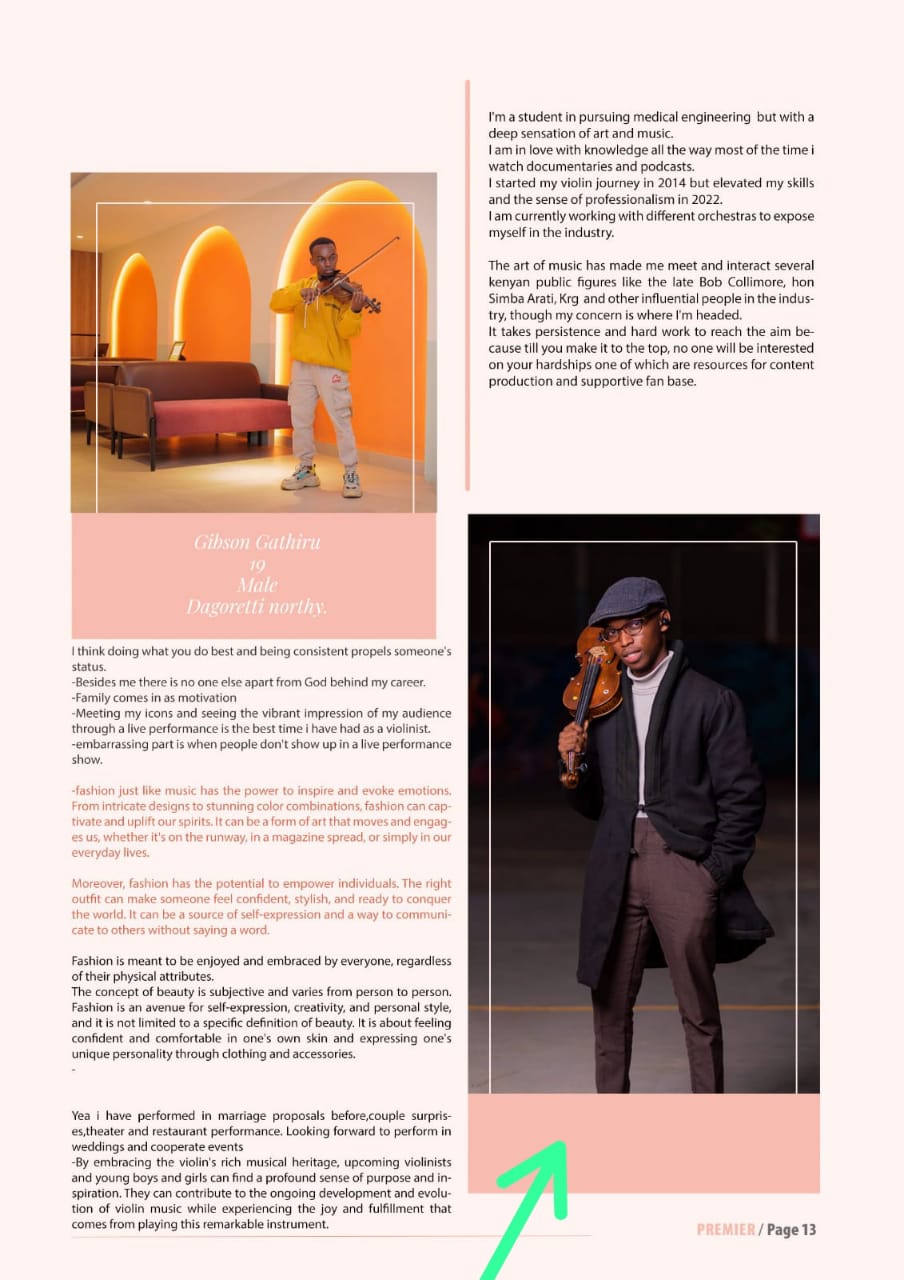 I'm a student in pursuing medical engineering but with a
deep sensation of art and music.
I am in love with knowledge all the way most of the time i
watch documentaries and podcasts.
I started my violin journey in 2014 but elevated my skills
and the sense of professionalism in 2022.
I am currently working with different orchestras to expose
myself in the industry.
The art of music has made me meet and interact several
kenyan public figures like the late Bob Collimore, hon
Simba Arati, Krg and other influential people in the indus-
try, though my concern is where I'm headed.
It takes persistence and hard work to reach the aim be-
cause till you make it to the top, no one will be interested
on your hardships one of which are resources for content
production and supportive fan base.
Gibson Gathiru
19
Male
Dagoretti northy.
I think doing what you do best and being consistent propels someone's
status.
-Besides me there is no one else apart from God behind my career.
-Family comes in as motivation
-Meeting my icons and seeing the vibrant impression of my audience
through a live performance is the best time i have had as a violinist.
-embarrassing part is when people don't show up in a live performance
show.
-fashion just like music has the power to inspire and evoke emotions.
From intricate designs to stunning color combinations, fashion can cap-
tivate and uplift our spirits. It can be a form of art that moves and engag-
es us, whether it's on the runway, in a magazine spread, or simply in our
everyday lives.
Moreover, fashion has the potential to empower individuals. The right
outfit can make someone feel confident, stylish, and ready to conquer
the world. It can be a source of self-expression and a way to communi-
cate to others without saying a word.
Fashion is meant to be enjoyed and embraced by everyone, regardless
of their physical attributes.
The concept of beauty is subjective and varies from person to person.
Fashion is an avenue for self-expression, creativity, and personal style,
and it is not limited to a specific definition of beauty. It is about feeling
confident and comfortable in one's own skin and expressing one's
unique personality through clothing and accessories.
-
Yea i have performed in marriage proposals before,couple surpris-
es,theater and restaurant performance. Looking forward to perform in
weddings and cooperate events
-By embracing the violin's rich musical heritage, upcoming violinists
and young boys and girls can find a profound sense of purpose and in-
spiration. They can contribute to the ongoing development and evolu-
tion of violin music while experiencing the joy and fulfillment that
comes from playing this remarkable instrument.
PREMIER / Page 13